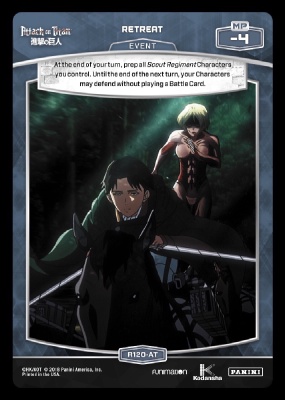 Attack on Titan
進撃の巨人
RETREAT
EVENT
MP
-4
At the end of your turn, prep all Scout Regiment Characters
you control. Until the end of the next turn, your Characters
may defend without playing a Battle Card.
R120-AT
©HK/AOT © 2019 Panini America, Inc.
Printed in the USA.
FUNIMATION
K
Kodansha
PANINI